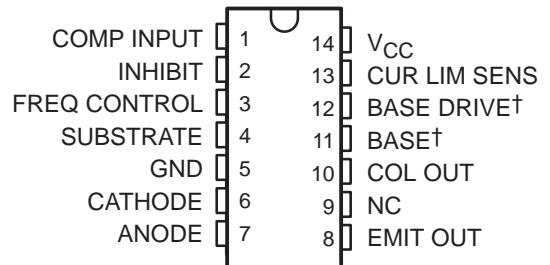 COMP INPUT 1
INHIBIT 2
FREQ CONTROL 3
SUBSTRATE 4
GND 5
CATHODE 6
ANODE 7
14 VCC
13 CUR LIM SENS
12 BASE DRIVE†
11 BASE†
10 COL OUT
9 NC
8 EMIT OUT